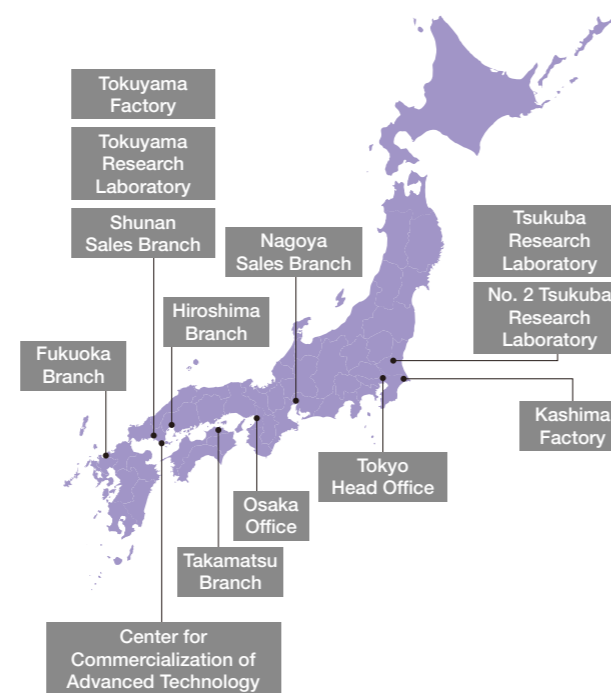 Tokuyama
Factory
Tokuyama
Research
Laboratory
Shunan
Sales Branch
Nagoya
Sales Branch
Tsukuba
Research
Laboratory
No. 2 Tsukuba
Research
Laboratory
Hiroshima
Branch
Fukuoka
Branch
Kashima
Factory
Tokyo
Head Office
Osaka
Office
Takamatsu
Branch
Center for
Commercialization of
Advanced Technology